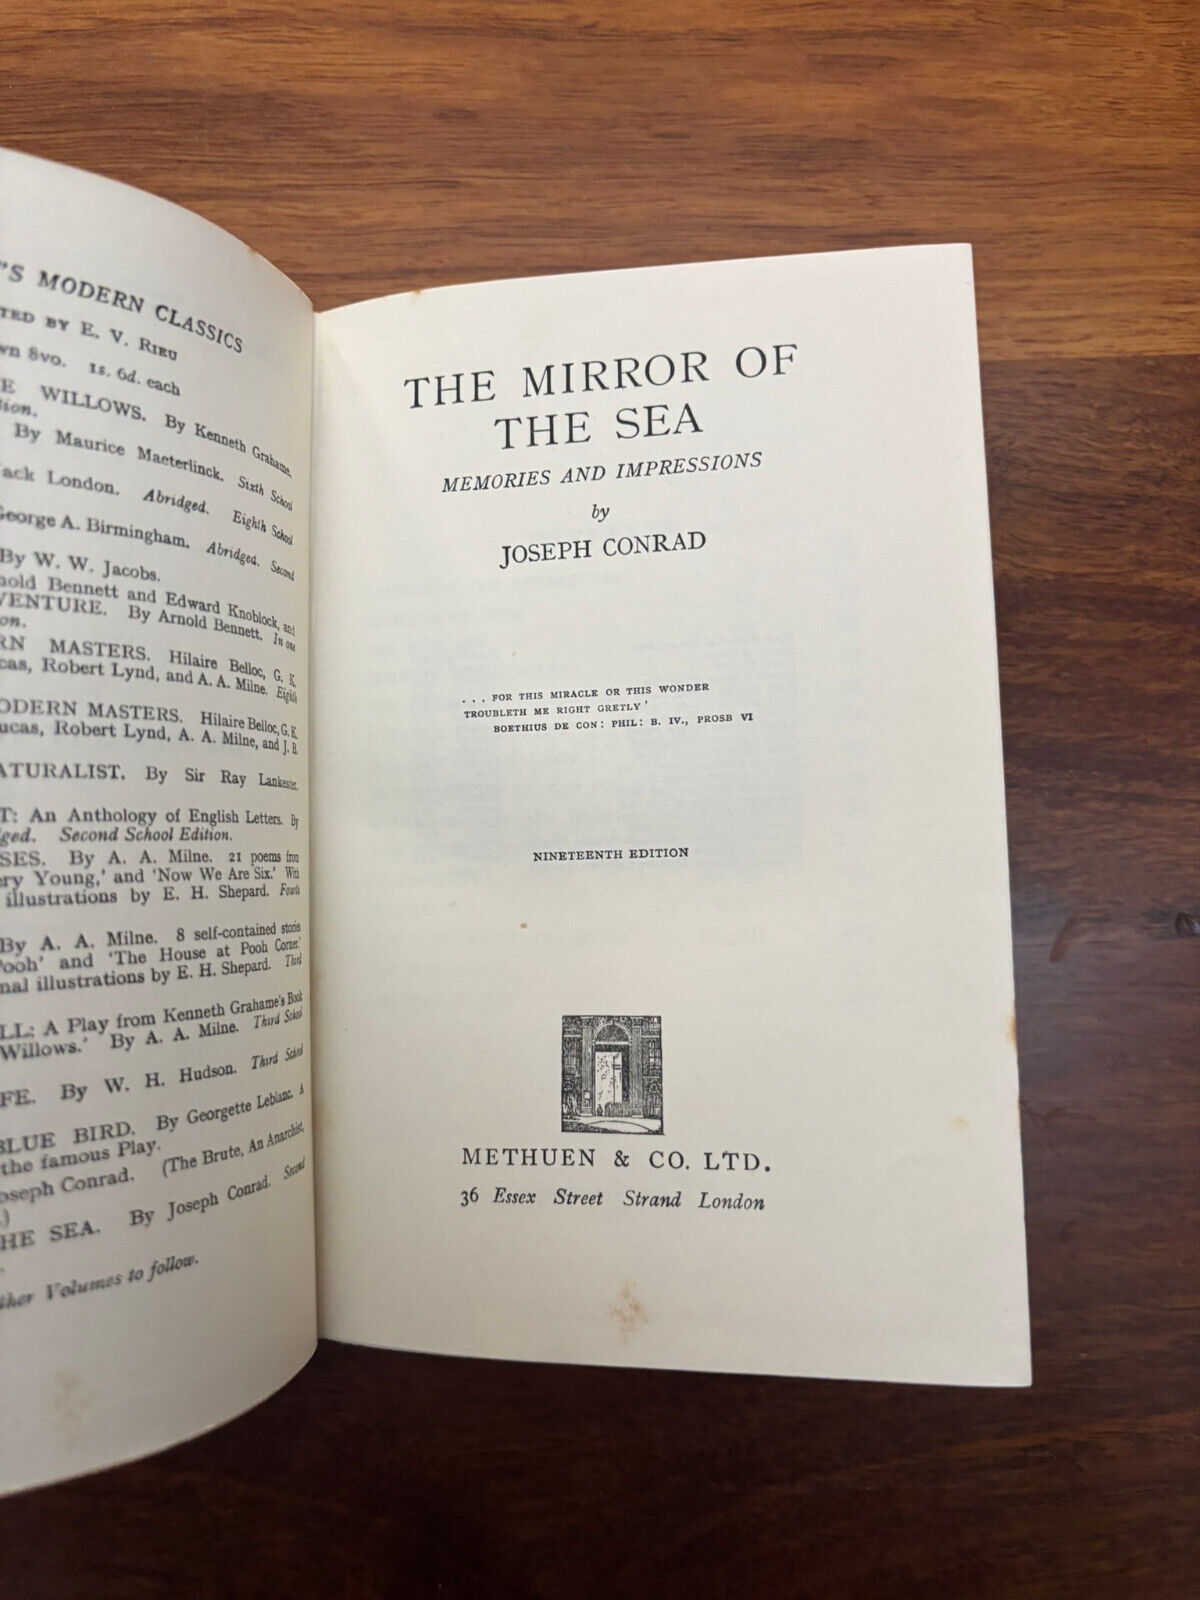 'S MODERN CLASSICS
TED BY E. V. RIEU
wn 8vo. 1s. 6d. each
E WILLOWS. By Kenneth Grahame.
ition.
By Maurice Maeterlinck. Sixth School
Jack London. Abridged. Eighth School
George A. Birmingham. Abridged. Second
By W. W. Jacobs.
nold Bennett and Edward Knoblock, and
VENTURE. By Arnold Bennett. In one
on.
RN MASTERS. Hilaire Belloc, G. K.
cas, Robert Lynd, and A. A. Milne. Eighth
ODERN MASTERS. Hilaire Belloc, G. K.
ucas, Robert Lynd, A. A. Milne, and J. B.
ATURALIST. By Sir Ray Lankester.
T: An Anthology of English Letters. By
ged. Second School Edition.
SES. By A. A. Milne. 21 poems from
ery Young,' and 'Now We Are Six.' With
illustrations by E. H. Shepard. Fourth
By A. A. Milne. 8 self-contained stories
Pooh' and 'The House at Pooh Corner.'
nal illustrations by E. H. Shepard. Third
LL: A Play from Kenneth Grahame's Book
Willows.' By A. A. Milne. Third School
FE. By W. H. Hudson. Third School
BLUE BIRD. By Georgette Leblanc. A
the famous Play.
oseph Conrad. (The Brute, An Anarchist,
.)
HE SEA. By Joseph Conrad. Second
ther Volumes to follow.
THE MIRROR OF
THE SEA
MEMORIES AND IMPRESSIONS
by
JOSEPH CONRAD
. . . FOR THIS MIRACLE OR THIS WONDER
TROUBLETH ME RIGHT GRETLY'
BOETHIUS DE CON: PHIL: B. IV., PROSB VI
NINETEENTH EDITION
METHUEN & CO. LTD.
36 Essex Street Strand London